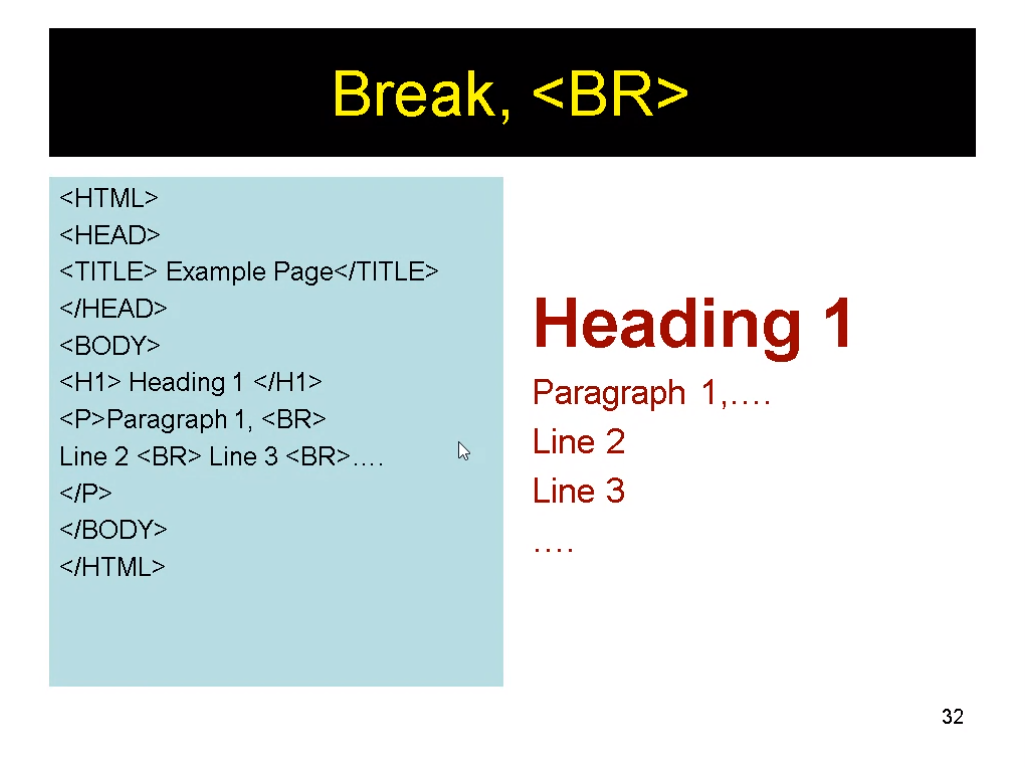 Break, <BR>
<HTML>
<HEAD>
<TITLE> Example Page</TITLE>
</HEAD>
<BODY>
<H1> Heading 1 </H1>
<P>Paragraph 1, <BR>
Line 2 <BR> Line 3 <BR>….
</P>
</BODY>
</HTML>
Heading 1
Paragraph 1,….
Line 2
Line 3
….
32